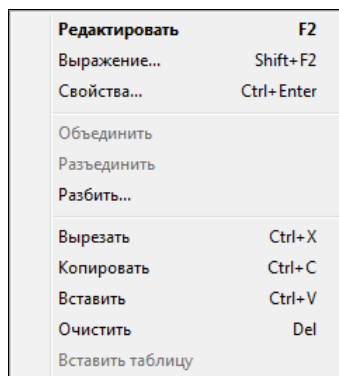 Редактировать F2
Выражение... Shift+F2
Свойства... Ctrl+Enter
Объединить
Разъединить
Разбить...
Вырезать Ctrl+X
Копировать Ctrl+C
Вставить Ctrl+V
Очистить Del
Вставить таблицу